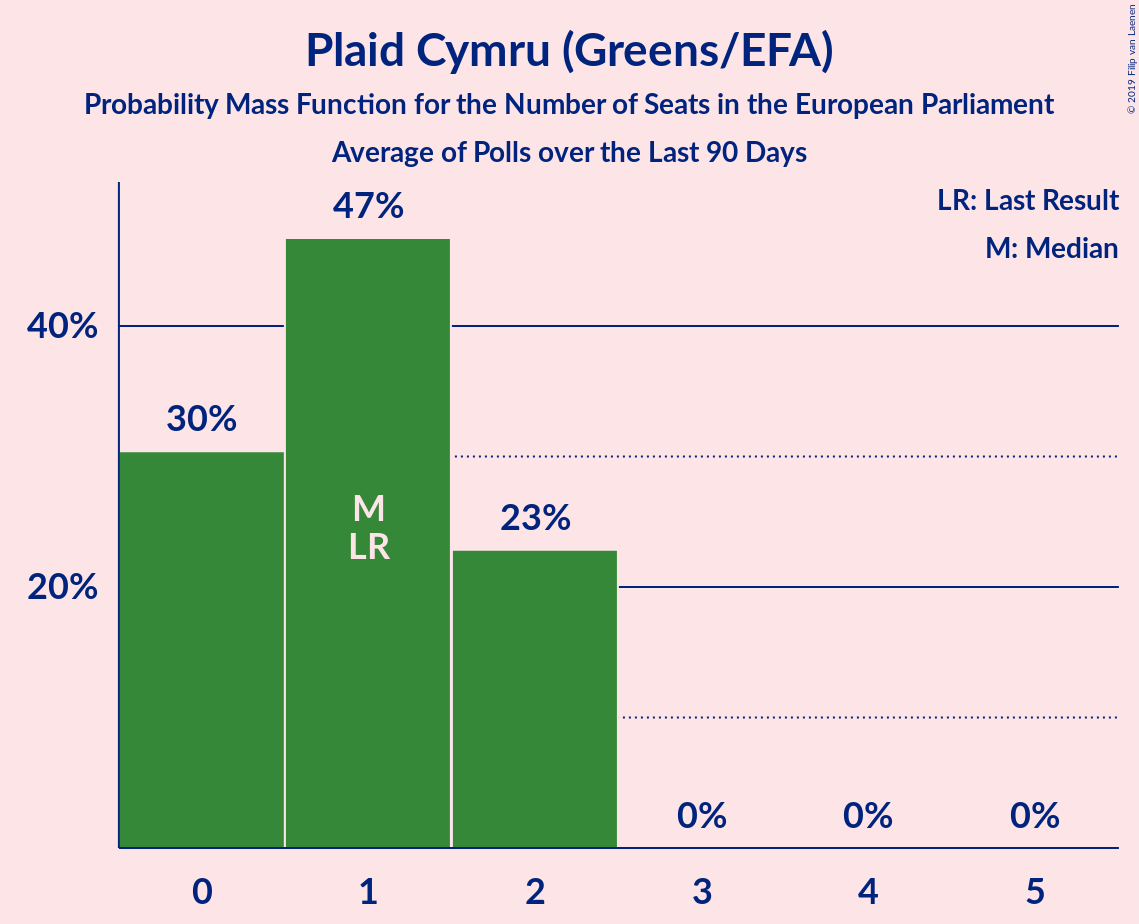 Plaid Cymru (Greens/EFA)
Probability Mass Function for the Number of Seats in the European Parliament
Average of Polls over the Last 90 Days
© 2019 Filip van Laenen
LR: Last Result
M: Median
47%
40%
30%
M
LR
23%
20%
0% 0% 0%
0 1 2 3 4 5